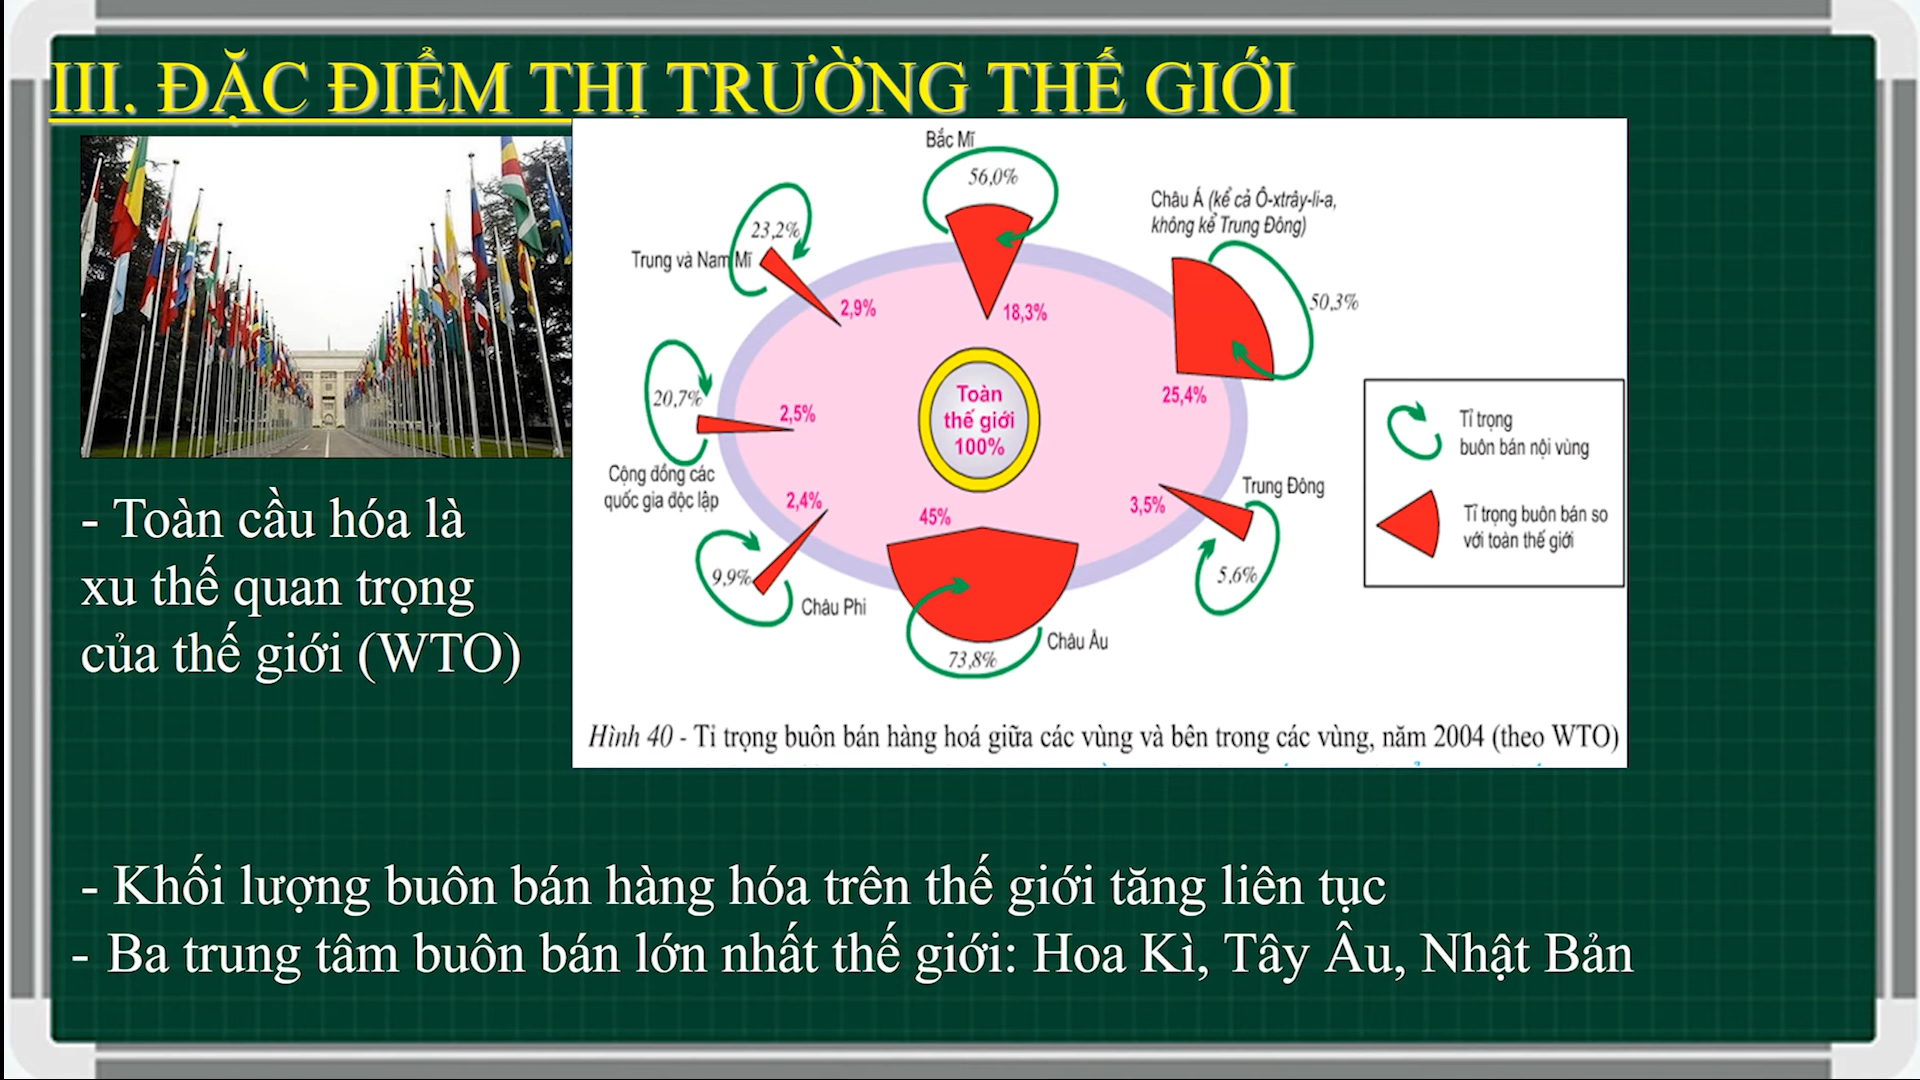 III. ĐẶC ĐIỂM THỊ TRƯỜNG THẾ GIỚI
Bắc Mĩ
56,0%
18,3%
Châu Á (kể cả Ô-xtrây-li-a,
không kể Trung Đông)
50,3%
25,4%
23,2%
Trung và Nam Mĩ
2,9%
20,7%
2,5%
Cộng đồng các
quốc gia độc lập
Toàn
thế giới
100%
2,4%
9,9%
Châu Phi
45%
73,8%
Châu Âu
3,5%
Trung Đông
5,6%
Tỉ trọng
buôn bán nội vùng
Tỉ trọng buôn bán so
với toàn thế giới
Hình 40 - Tỉ trọng buôn bán hàng hoá giữa các vùng và bên trong các vùng, năm 2004 (theo WTO)
- Toàn cầu hóa là
xu thế quan trọng
của thế giới (WTO)
- Khối lượng buôn bán hàng hóa trên thế giới tăng liên tục
- Ba trung tâm buôn bán lớn nhất thế giới: Hoa Kì, Tây Âu, Nhật Bản